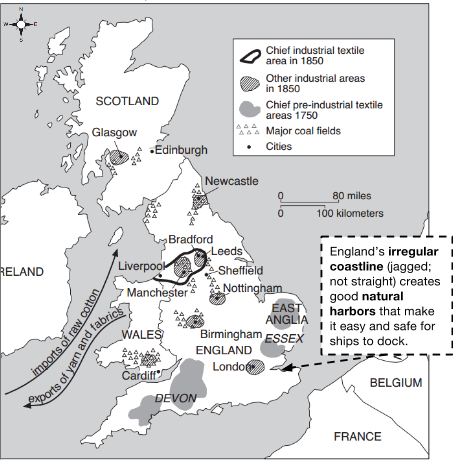 N
W
E
S
Chief industrial textile
area in 1850
Other industrial areas
in 1850
Chief pre-industrial textile
areas 1750
Major coal fields
Cities
SCOTLAND
Glasgow
Edinburgh
Newcastle
0 80 miles
0 100 kilometers
Bradford
Leeds
Liverpool
Sheffield
Manchester
Nottingham
RELAND
England's irregular
coastline (jagged;
not straight) creates
good natural
harbors that make
it easy and safe for
ships to dock.
imports of raw cotton
exports of yarn and fabrics
WALES
Birmingham
EAST
ANGLIA
ESSEX
ENGLAND
London
Cardiff
DEVON
BELGIUM
FRANCE